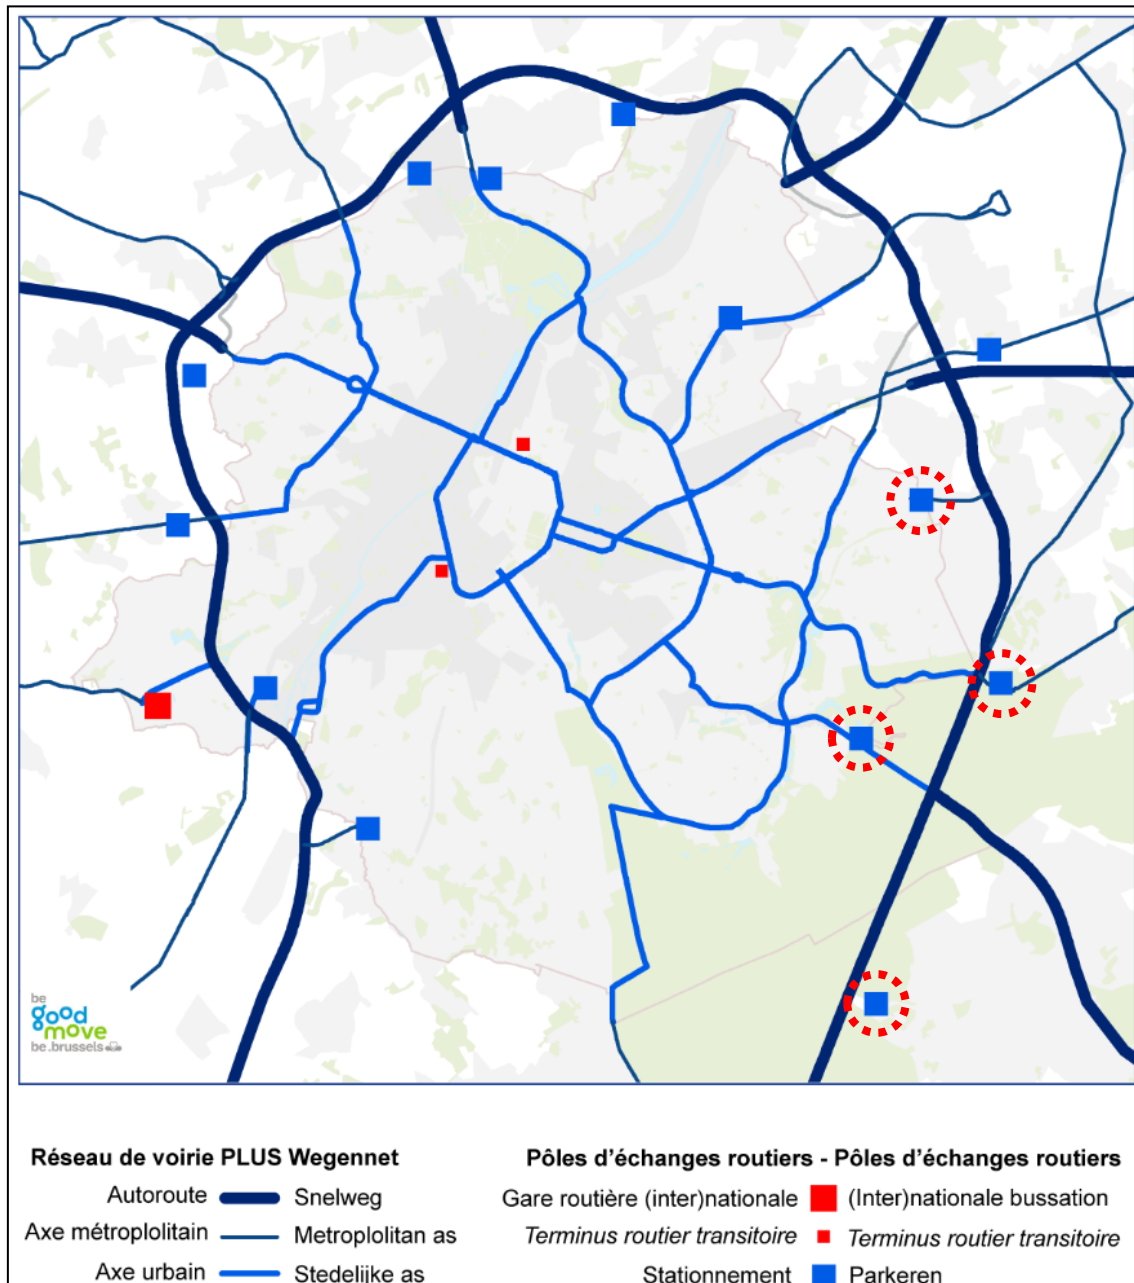 be
good
move
be.brussels
Réseau de voirie PLUS Wegennet
Autoroute Snelweg
Axe métroplolitain Metroplolitan as
Axe urbain Stedelijke as
Pôles d'échanges routiers - Pôles d'échanges routiers
Gare routière (inter)nationale (Inter)nationale bussation
Terminus routier transitoire Terminus routier transitoire
Stationnement Parkeren